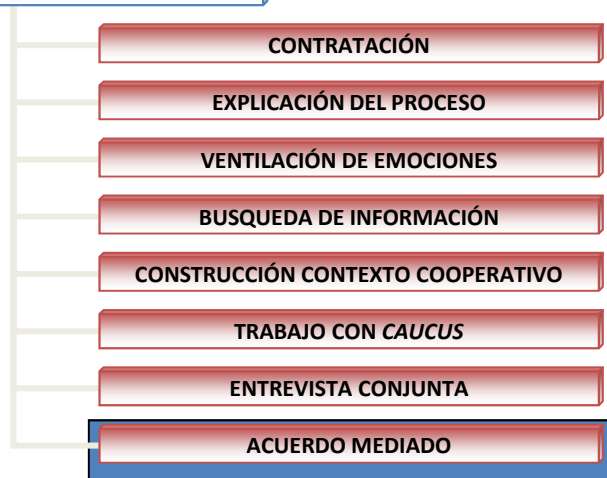 CONTRATACIÓN
EXPLICACIÓN DEL PROCESO
VENTILACIÓN DE EMOCIONES
BUSQUEDA DE INFORMACIÓN
CONSTRUCCIÓN CONTEXTO COOPERATIVO
TRABAJO CON CAUCUS
ENTREVISTA CONJUNTA
ACUERDO MEDIADO